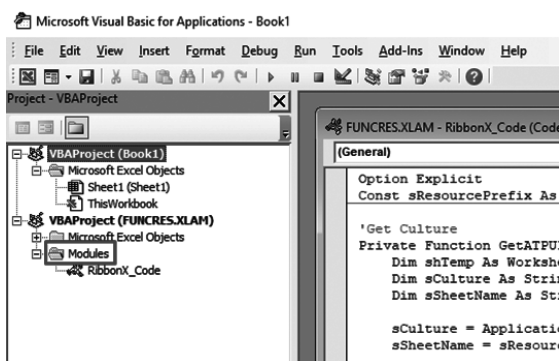 Microsoft Visual Basic for Applications - Book1
File Edit View Insert Format Debug Run Tools Add-Ins Window Help
Project - VBAProject
VBAProject (Book1)
Microsoft Excel Objects
Sheet1 (Sheet1)
ThisWorkbook
VBAProject (FUNCRES.XLAM)
Microsoft Excel Objects
Modules
RibbonX_Code
FUNCRES.XLAM - RibbonX_Code (Code
(General)
Option Explicit
Const sResourcePrefix As
'Get Culture
Private Function GetATPU
Dim shTemp As Workshe
Dim sCulture As Strin
Dim sSheetName As St
sCulture = Applicatio
sSheetName = sResour